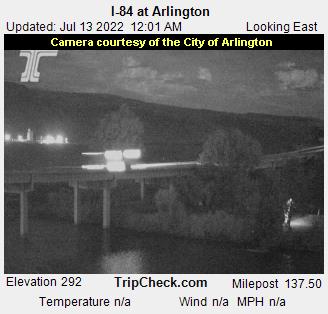 I-84 at Arlington
Updated: Jul 13 2022 12:01 AM Looking East
Camera courtesy of the City of Arlington
Elevation 292 TripCheck.com Milepost 137.50
Temperature n/a Wind n/a MPH n/a